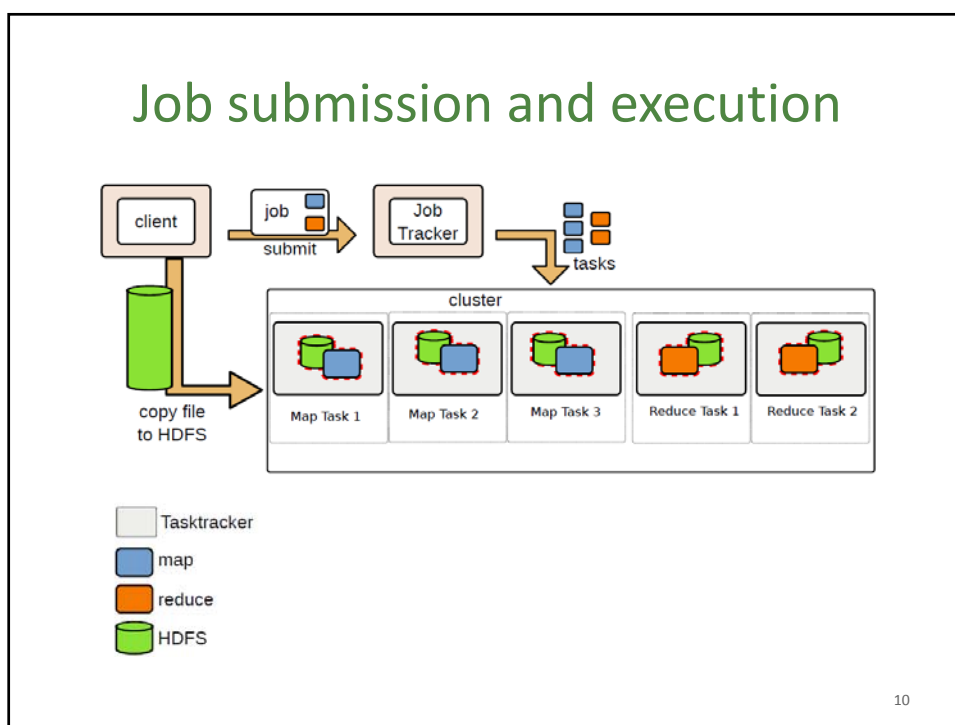 Job submission and execution
client
job
submit
Job
Tracker
tasks
copy file
to HDFS
cluster
Map Task 1
Map Task 2
Map Task 3
Reduce Task 1
Reduce Task 2
Tasktracker
map
reduce
HDFS
10